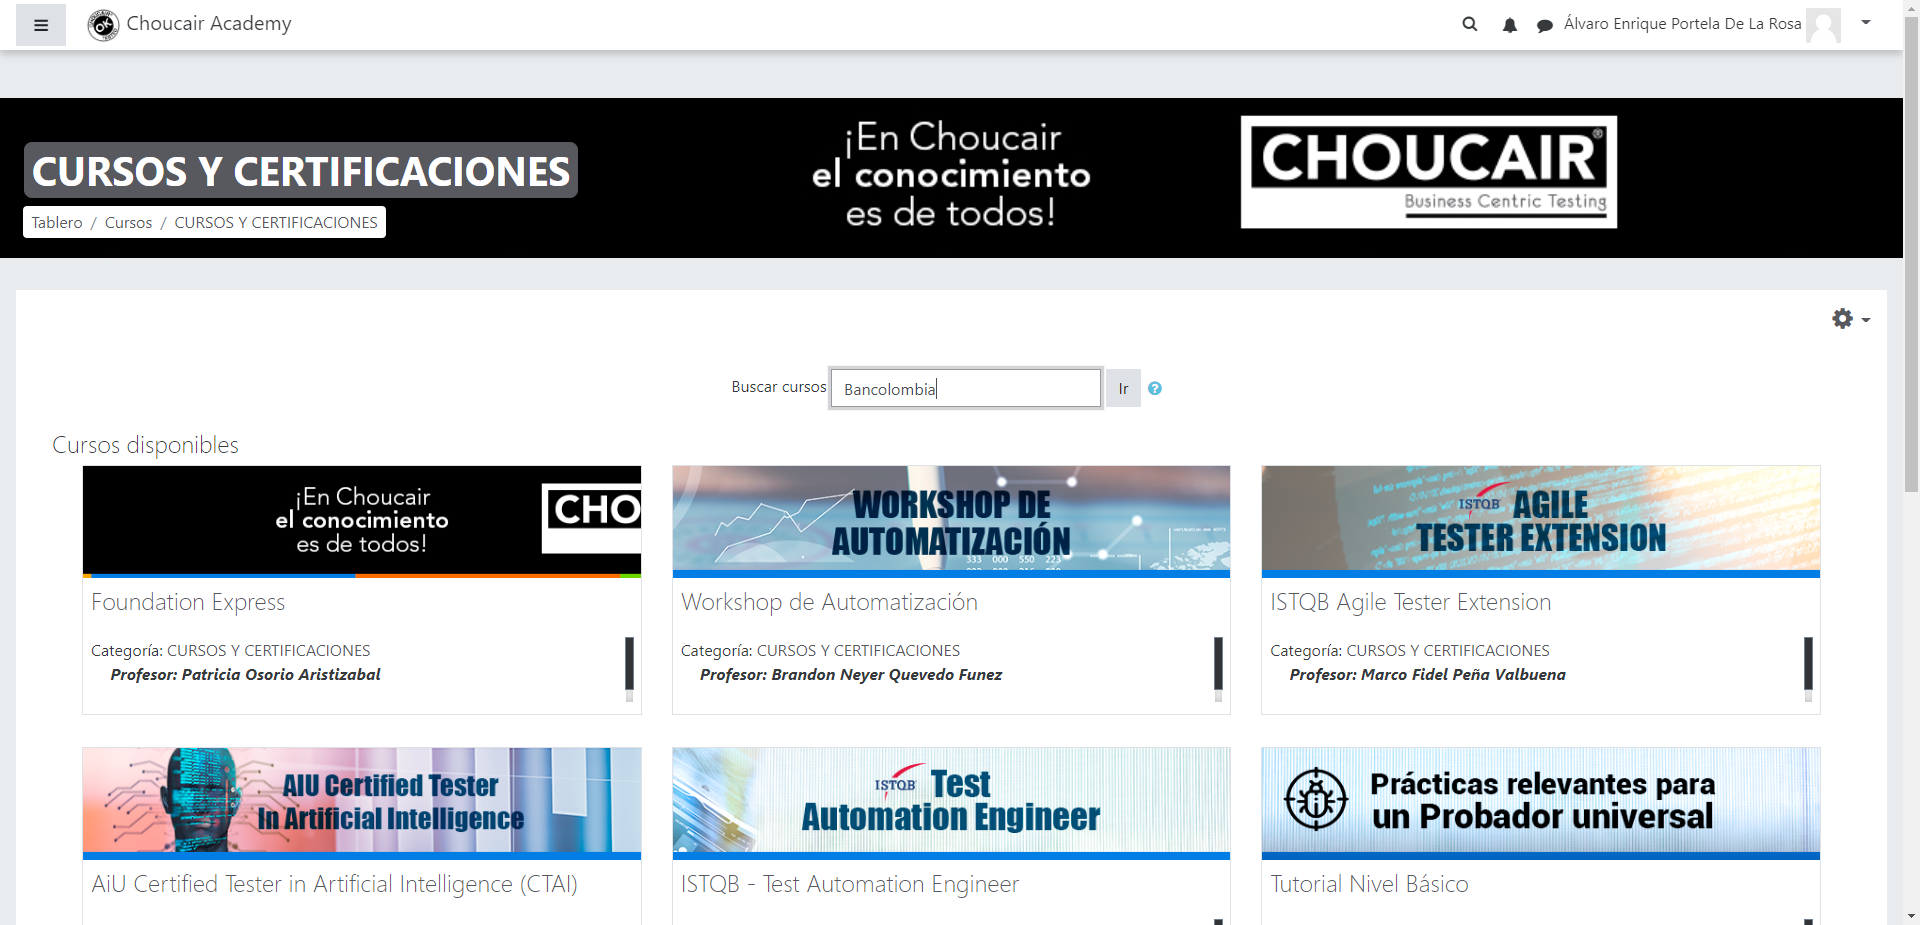 Choucair Academy
Álvaro Enrique Portela De La Rosa
CURSOS Y CERTIFICACIONES
Tablero / Cursos / CURSOS Y CERTIFICACIONES
¡En Choucair
el conocimiento
es de todos!
CHOUCAIR®
Business Centric Testing
Buscar cursos
Bancolombia
Ir
Cursos disponibles
¡En Choucair
el conocimiento
es de todos!
CHO
Foundation Express
Categoría: CURSOS Y CERTIFICACIONES
Profesor: Patricia Osorio Aristizabal
WORKSHOP DE
AUTOMATIZACIÓN
Workshop de Automatización
Categoría: CURSOS Y CERTIFICACIONES
Profesor: Brandon Neyer Quevedo Funez
ISTQB AGILE
TESTER EXTENSION
ISTQB Agile Tester Extension
Categoría: CURSOS Y CERTIFICACIONES
Profesor: Marco Fidel Peña Valbuena
AIU Certified Tester
In Artificial Intelligence
AiU Certified Tester in Artificial Intelligence (CTAI)
ISTQB Test
Automation Engineer
ISTQB - Test Automation Engineer
Prácticas relevantes para
un Probador universal
Tutorial Nivel Básico